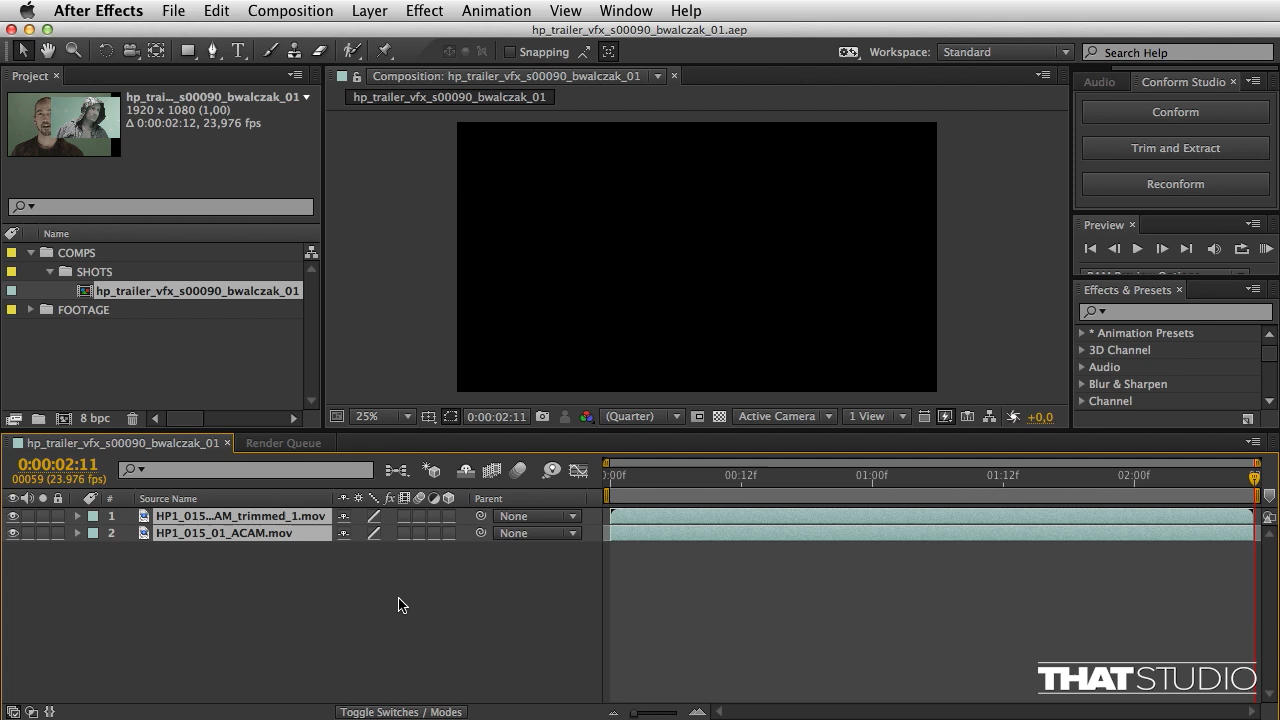 After Effects File Edit Composition Layer Effect Animation View Window Help
hp_trailer_vfx_s00090_bwalczak_01.aep
Snapping
Workspace: Standard
Search Help
Project
Composition: hp_trailer_vfx_s00090_bwalczak_01
Audio
Conform Studio
hp_trai..._s00090_bwalczak_01
1920 x 1080 (1,00)
Δ 0:00:02:12, 23,976 fps
hp_trailer_vfx_s00090_bwalczak_01
Conform
Trim and Extract
Reconform
Name
COMPS
SHOTS
hp_trailer_vfx_s00090_bwalczak_01
FOOTAGE
8 bpc
25%
0:00:02:11
(Quarter)
Active Camera
1 View
+0,0
Preview
Effects & Presets
* Animation Presets
3D Channel
Audio
Blur & Sharpen
Channel
hp_trailer_vfx_s00090_bwalczak_01
Render Queue
0:00:02:11
00059 (23.976 fps)
:00f 00:12f 01:00f 01:12f 02:00f
# Source Name
fx
Parent
1 HP1_015...AM_trimmed_1.mov None
2 HP1_015_01_ACAM.mov None
Toggle Switches / Modes
THATSTUDIO